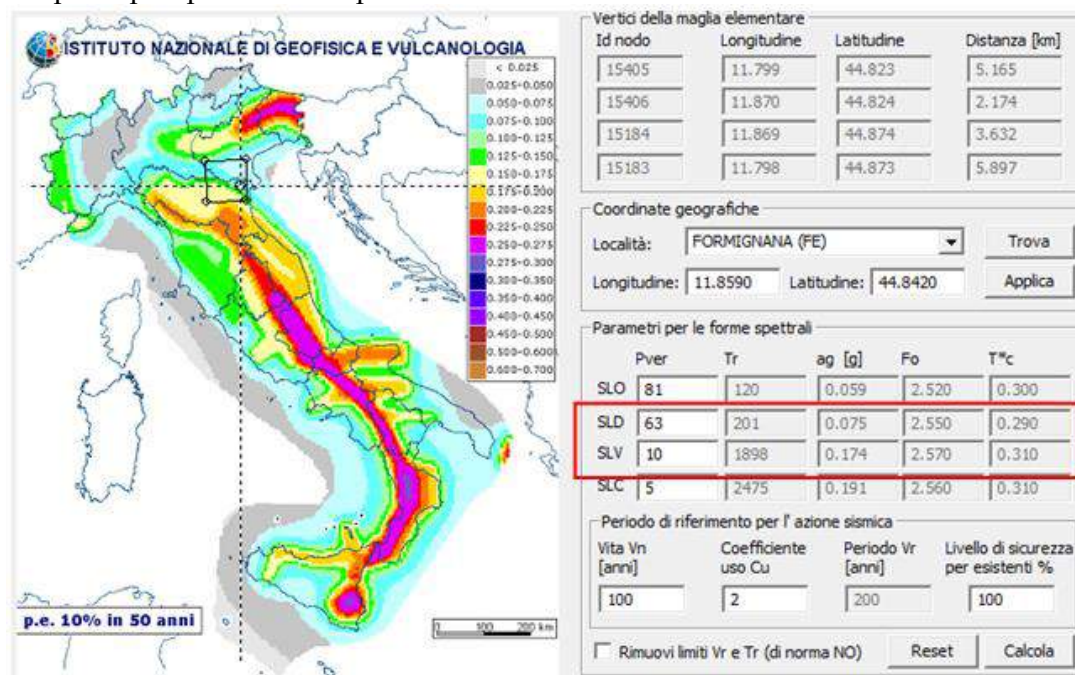 ISTITUTO NAZIONALE DI GEOFISICA E VULCANOLOGIA
< 0.025
0.025-0.050
0.050-0.075
0.075-0.100
0.100-0.125
0.125-0.150
0.150-0.175
0.175-0.200
0.200-0.225
0.225-0.250
0.250-0.275
0.275-0.300
0.300-0.350
0.350-0.400
0.400-0.450
0.450-0.500
0.500-0.600
0.600-0.700
p.e. 10% in 50 anni
0 100 200 km
Vertici della maglia elementare
Id nodo Longitudine Latitudine Distanza [km]
15405 11.799 44.823 5.165
15406 11.870 44.824 2.174
15184 11.869 44.874 3.632
15183 11.798 44.873 5.897
Coordinate geografiche
Località: FORMIGNANA (FE) Trova
Longitudine: 11.8590 Latitudine: 44.8420 Applica
Parametri per le forme spettrali
Pver Tr ag [g] Fo T*c
SLO 81 120 0.059 2.520 0.300
SLD 63 201 0.075 2.550 0.290
SLV 10 1898 0.174 2.570 0.310
SLC 5 2475 0.191 2.560 0.310
Periodo di riferimento per l' azione sismica
Vita Vn [anni] Coefficiente uso Cu Periodo Vr [anni] Livello di sicurezza per esistenti %
100 2 200 100
Rimuovi limiti Vr e Tr (di norma NO) Reset Calcola